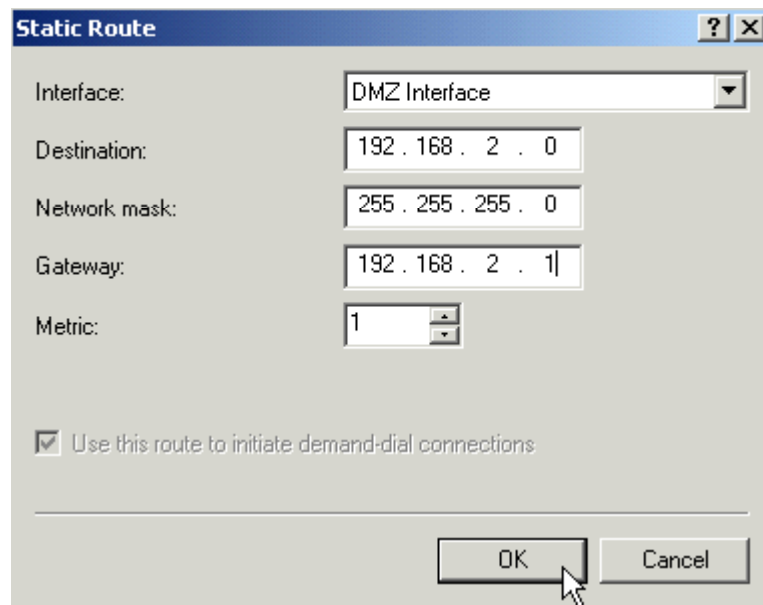 Static Route
Interface: DMZ Interface
Destination: 192 . 168 . 2 . 0
Network mask: 255 . 255 . 255 . 0
Gateway: 192 . 168 . 2 . 1
Metric: 1
Use this route to initiate demand-dial connections
OK Cancel